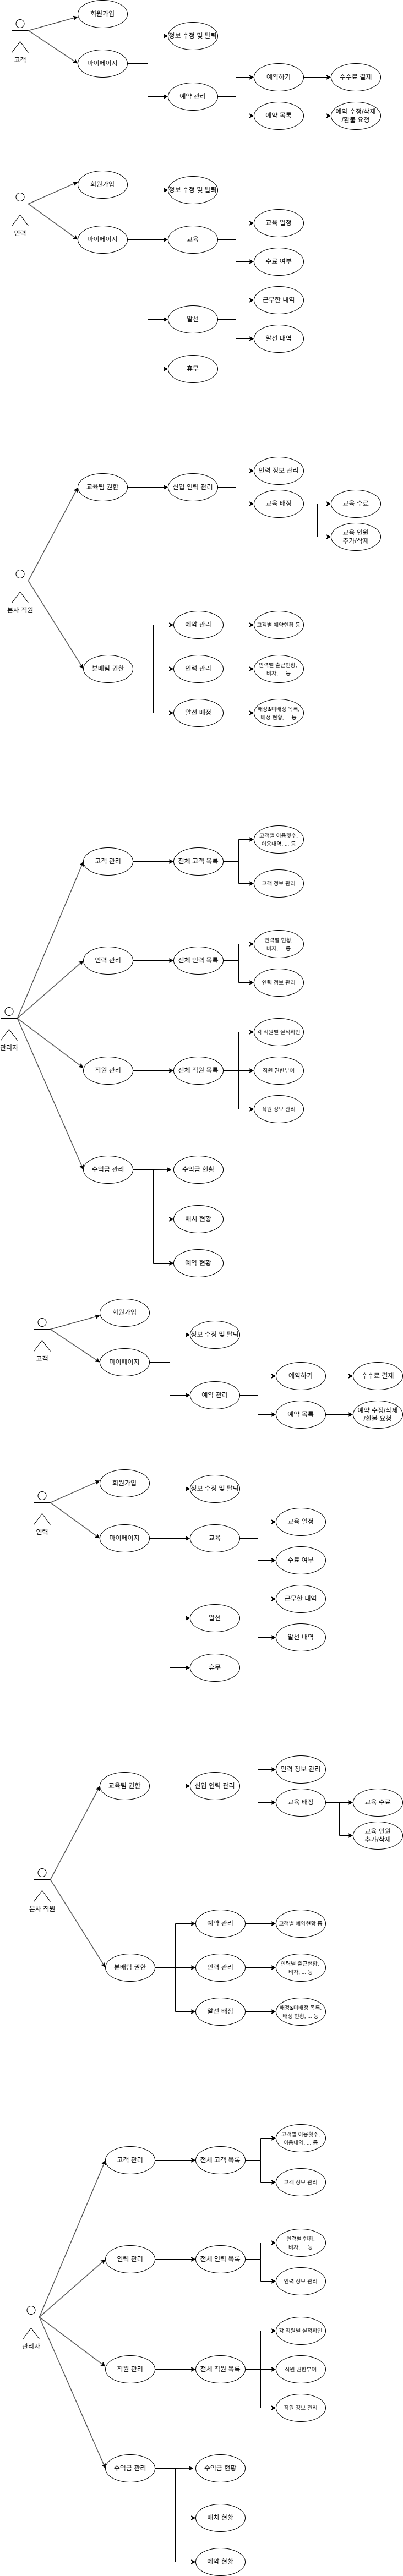 회원가입
고객
마이페이지
정보 수정 및 탈퇴
예약 관리
예약하기
수수료 결제
예약 목록
예약 수정/삭제
/환불 요청
회원가입
인력
마이페이지
정보 수정 및 탈퇴
교육
교육 일정
수료 여부
알선
근무한 내역
알선 내역
휴무
본사 직원
교육팀 권한
신입 인력 관리
인력 정보 관리
교육 배정
교육 수료
교육 인원
추가/삭제
분배팀 권한
예약 관리
고객별 예약현황 등
인력 관리
인력별 출근현황,
비자, ... 등
알선 배정
배정&미배정 목록,
배정 현황, ... 등
관리자
고객 관리
전체 고객 목록
고객별 이용횟수,
이용내역, ... 등
고객 정보 관리
인력 관리
전체 인력 목록
인력별 현황,
비자, ... 등
인력 정보 관리
직원 관리
전체 직원 목록
각 직원별 실적확인
직원 권한부여
직원 정보 관리
수익금 관리
수익금 현황
배치 현황
예약 현황
회원가입
고객
마이페이지
정보 수정 및 탈퇴
예약 관리
예약하기
수수료 결제
예약 목록
예약 수정/삭제
/환불 요청
회원가입
인력
마이페이지
정보 수정 및 탈퇴
교육
교육 일정
수료 여부
알선
근무한 내역
알선 내역
휴무
본사 직원
교육팀 권한
신입 인력 관리
인력 정보 관리
교육 배정
교육 수료
교육 인원
추가/삭제
분배팀 권한
예약 관리
고객별 예약현황 등
인력 관리
인력별 출근현황,
비자, ... 등
알선 배정
배정&미배정 목록,
배정 현황, ... 등
관리자
고객 관리
전체 고객 목록
고객별 이용횟수,
이용내역, ... 등
고객 정보 관리
인력 관리
전체 인력 목록
인력별 현황,
비자, ... 등
인력 정보 관리
직원 관리
전체 직원 목록
각 직원별 실적확인
직원 권한부여
직원 정보 관리
수익금 관리
수익금 현황
배치 현황
예약 현황